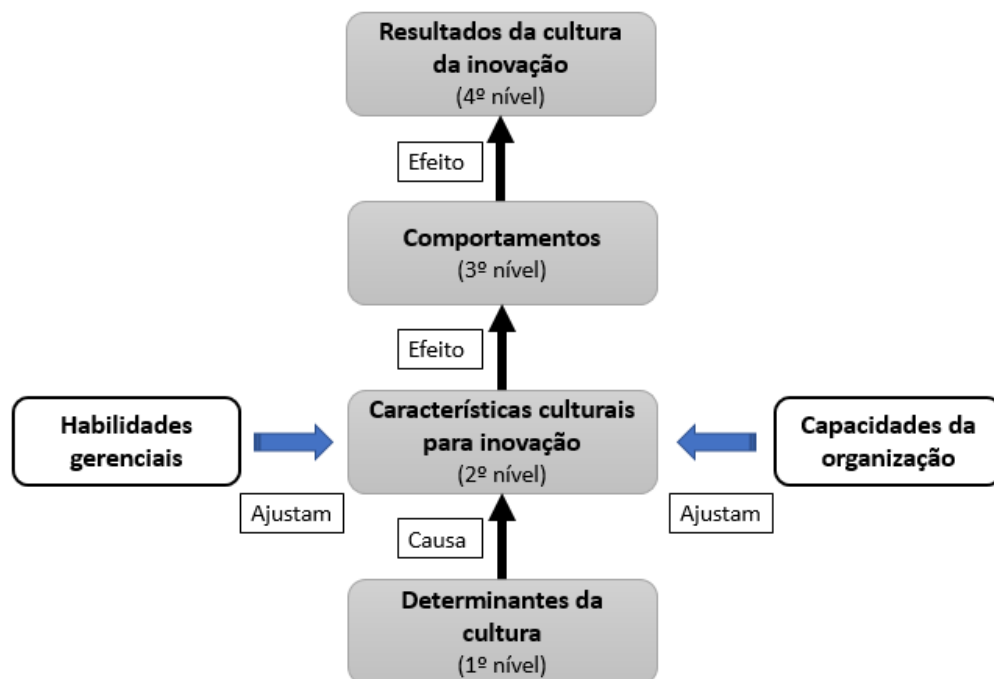 Resultados da cultura
da inovação
(4º nível)
Efeito
Comportamentos
(3º nível)
Efeito
Habilidades
gerenciais
Características culturais
para inovação
(2º nível)
Capacidades da
organização
Ajustam
Ajustam
Causa
Determinantes da
cultura
(1º nível)